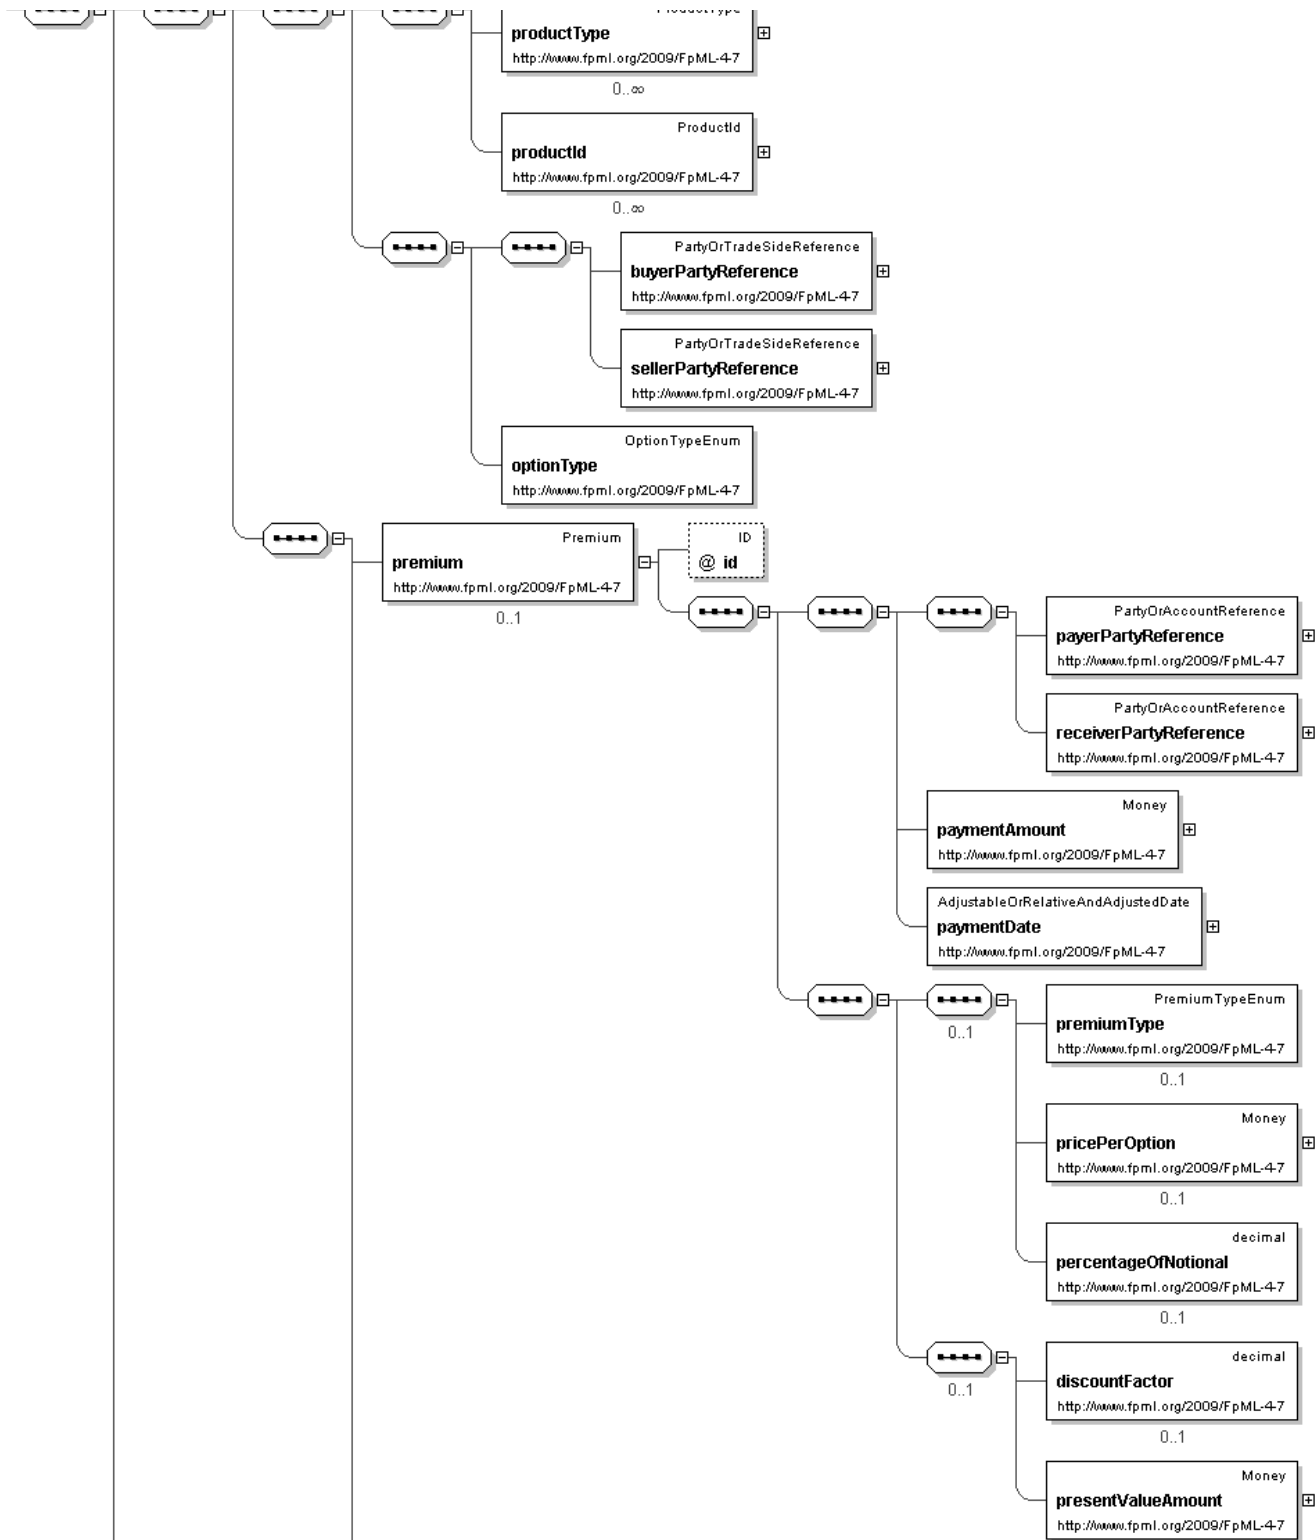 ProductType
productType
http://www.fpml.org/2009/FpML-4-7
0..∞
ProductId
productId
http://www.fpml.org/2009/FpML-4-7
0..∞
PartyOrTradeSideReference
buyerPartyReference
http://www.fpml.org/2009/FpML-4-7
PartyOrTradeSideReference
sellerPartyReference
http://www.fpml.org/2009/FpML-4-7
OptionTypeEnum
optionType
http://www.fpml.org/2009/FpML-4-7
Premium
premium
http://www.fpml.org/2009/FpML-4-7
0..1
ID
@ id
PartyOrAccountReference
payerPartyReference
http://www.fpml.org/2009/FpML-4-7
PartyOrAccountReference
receiverPartyReference
http://www.fpml.org/2009/FpML-4-7
Money
paymentAmount
http://www.fpml.org/2009/FpML-4-7
AdjustableOrRelativeAndAdjustedDate
paymentDate
http://www.fpml.org/2009/FpML-4-7
0..1
PremiumTypeEnum
premiumType
http://www.fpml.org/2009/FpML-4-7
0..1
Money
pricePerOption
http://www.fpml.org/2009/FpML-4-7
0..1
decimal
percentageOfNotional
http://www.fpml.org/2009/FpML-4-7
0..1
0..1
decimal
discountFactor
http://www.fpml.org/2009/FpML-4-7
0..1
Money
presentValueAmount
http://www.fpml.org/2009/FpML-4-7